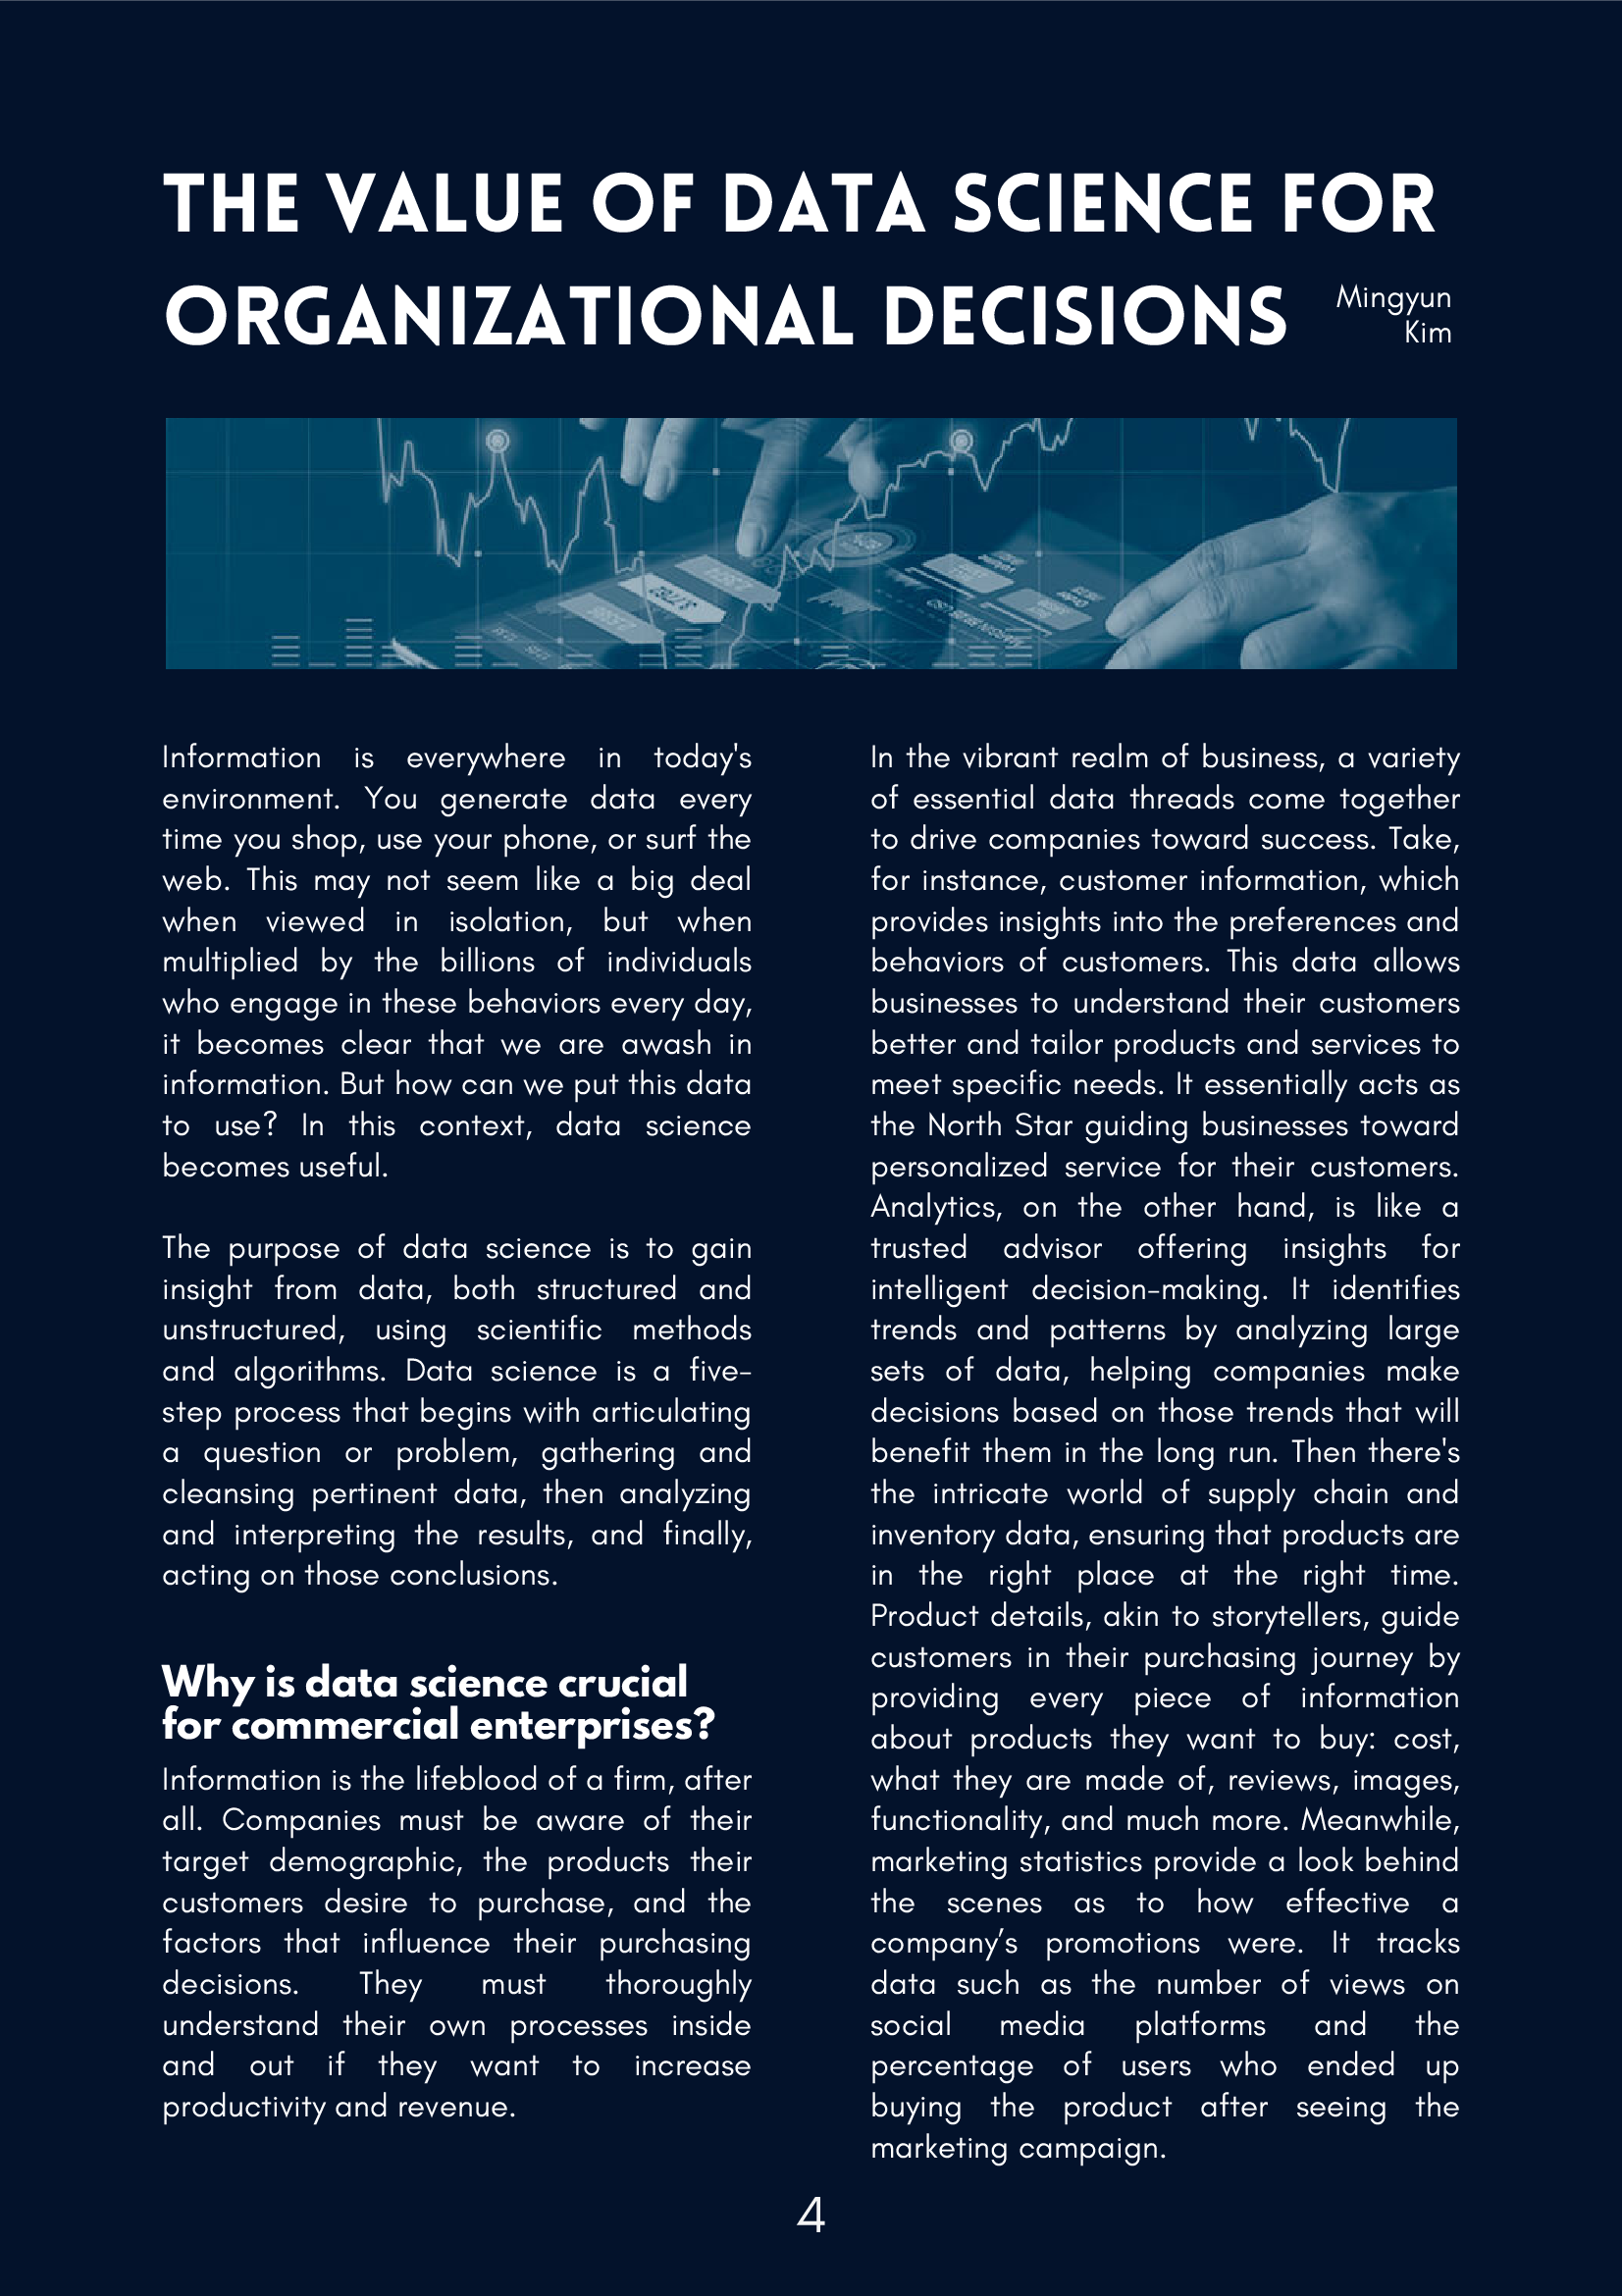 THE VALUE OF DATA SCIENCE FOR
ORGANIZATIONAL DECISIONS
Mingyun
Kim
Information is everywhere in today's
environment. You generate data every
time you shop, use your phone, or surf the
web. This may not seem like a big deal
when viewed in isolation, but when
multiplied by the billions of individuals
who engage in these behaviors every day,
it becomes clear that we are awash in
information. But how can we put this data
to use? In this context, data science
becomes useful.
The purpose of data science is to gain
insight from data, both structured and
unstructured, using scientific methods
and algorithms. Data science is a five-
step process that begins with articulating
a question or problem, gathering and
cleansing pertinent data, then analyzing
and interpreting the results, and finally,
acting on those conclusions.
Why is data science crucial
for commercial enterprises?
Information is the lifeblood of a firm, after
all. Companies must be aware of their
target demographic, the products their
customers desire to purchase, and the
factors that influence their purchasing
decisions. They must thoroughly
understand their own processes inside
and out if they want to increase
productivity and revenue.
In the vibrant realm of business, a variety
of essential data threads come together
to drive companies toward success. Take,
for instance, customer information, which
provides insights into the preferences and
behaviors of customers. This data allows
businesses to understand their customers
better and tailor products and services to
meet specific needs. It essentially acts as
the North Star guiding businesses toward
personalized service for their customers.
Analytics, on the other hand, is like a
trusted advisor offering insights for
intelligent decision-making. It identifies
trends and patterns by analyzing large
sets of data, helping companies make
decisions based on those trends that will
benefit them in the long run. Then there's
the intricate world of supply chain and
inventory data, ensuring that products are
in the right place at the right time.
Product details, akin to storytellers, guide
customers in their purchasing journey by
providing every piece of information
about products they want to buy: cost,
what they are made of, reviews, images,
functionality, and much more. Meanwhile,
marketing statistics provide a look behind
the scenes as to how effective a
company’s promotions were. It tracks
data such as the number of views on
social media platforms and the
percentage of users who ended up
buying the product after seeing the
marketing campaign.
4